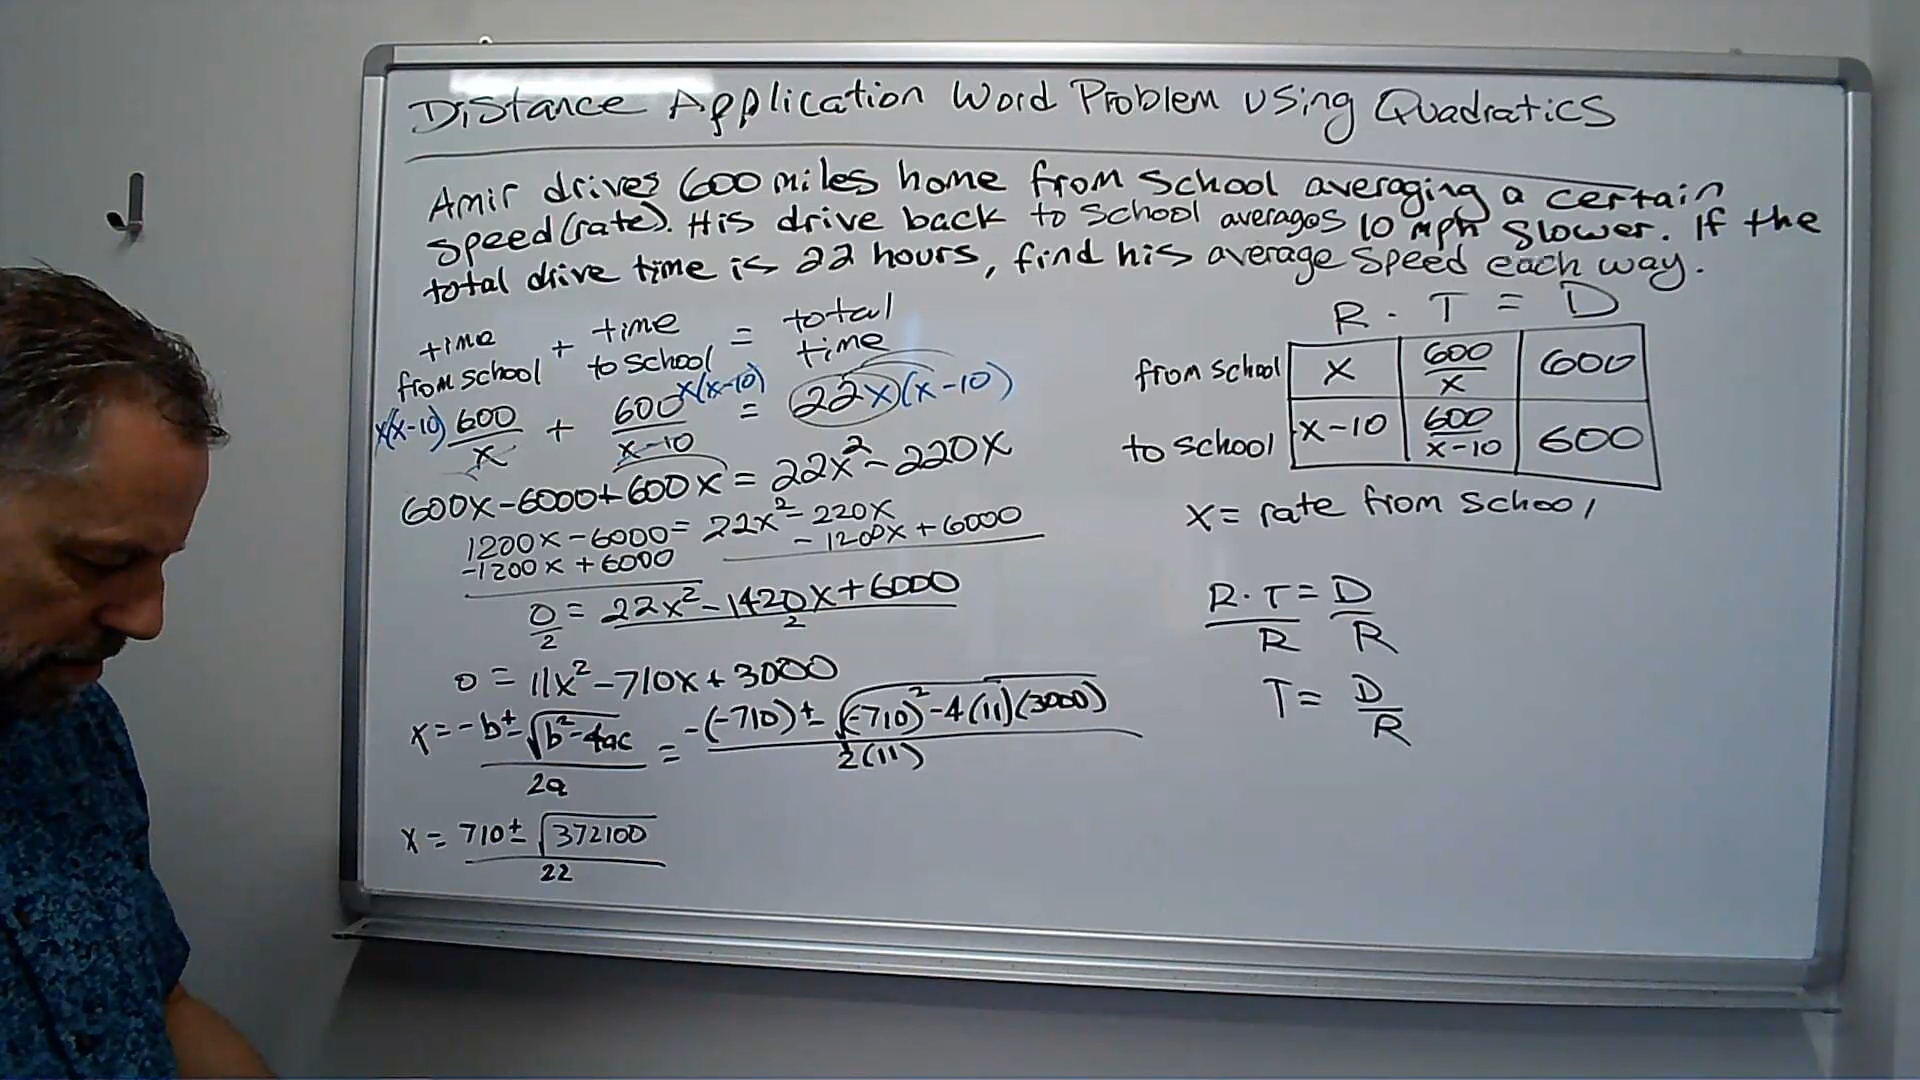 Distance Application Word Problem using Quadratics
Amir drives 600 miles home from school averaging a certain
speed (rate). His drive back to school averages 10 mph slower. If the
total drive time is 22 hours, find his average speed each way.
time from school + time to school = total time
x(x-10) 600/x + 600/(x-10) x(x-10) = 22x(x-10)
600x-6000+600x = 22x²-220x
1200x-6000 = 22x²-220x
-1200x+6000 -1200x+6000
0/2 = 22x²-1420x+6000/2
0 = 11x²-710x+3000
x = -b±√b²-4ac/2a = -(-710)±√(-710)²-4(11)(3000)/2(11)
x = 710±√372100/22
R · T = D
from school x 600/x 600
to school x-10 600/x-10 600
x = rate from school
R·T/R = D/R
T = D/R